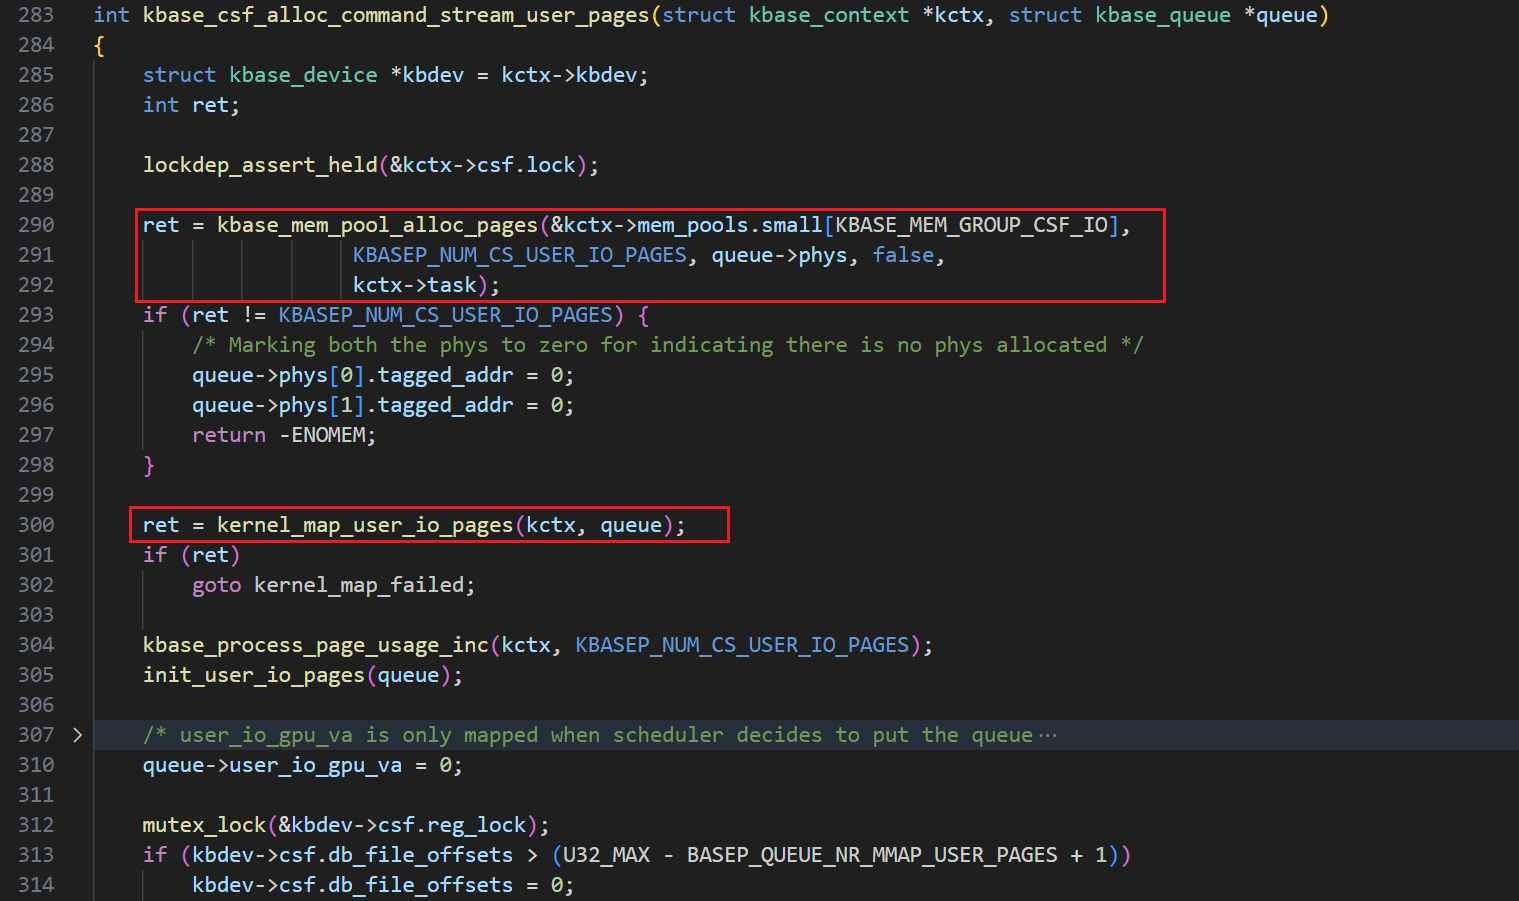 283 int kbase_csf_alloc_command_stream_user_pages(struct kbase_context *kctx, struct kbase_queue *queue)
284 {
285     struct kbase_device *kbdev = kctx->kbdev;
286     int ret;
287
288     lockdep_assert_held(&kctx->csf.lock);
289
290     ret = kbase_mem_pool_alloc_pages(&kctx->mem_pools.small[KBASE_MEM_GROUP_CSF_IO],
291                      KBASEP_NUM_CS_USER_IO_PAGES, queue->phys, false,
292                      kctx->task);
293     if (ret != KBASEP_NUM_CS_USER_IO_PAGES) {
294         /* Marking both the phys to zero for indicating there is no phys allocated */
295         queue->phys[0].tagged_addr = 0;
296         queue->phys[1].tagged_addr = 0;
297         return -ENOMEM;
298     }
299
300     ret = kernel_map_user_io_pages(kctx, queue);
301     if (ret)
302         goto kernel_map_failed;
303
304     kbase_process_page_usage_inc(kctx, KBASEP_NUM_CS_USER_IO_PAGES);
305     init_user_io_pages(queue);
306
307 >   /* user_io_gpu_va is only mapped when scheduler decides to put the queue⋯
310     queue->user_io_gpu_va = 0;
311
312     mutex_lock(&kbdev->csf.reg_lock);
313     if (kbdev->csf.db_file_offsets > (U32_MAX - BASEP_QUEUE_NR_MMAP_USER_PAGES + 1))
314         kbdev->csf.db_file_offsets = 0;